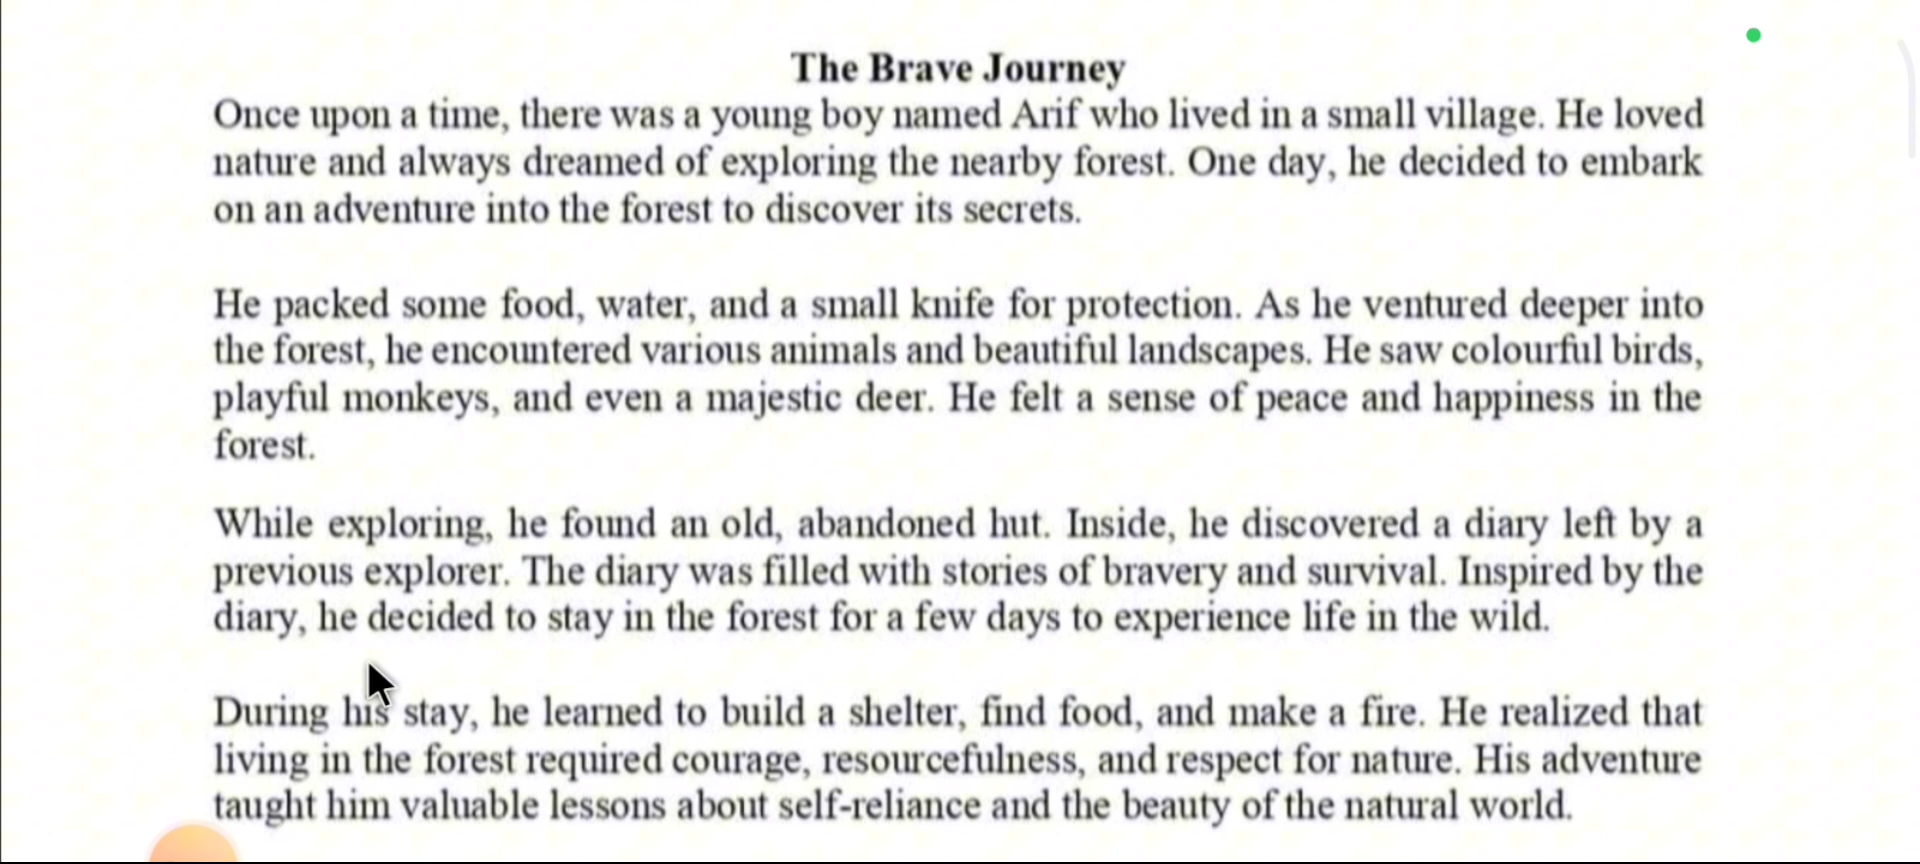 The Brave Journey
Once upon a time, there was a young boy named Arif who lived in a small village. He loved
nature and always dreamed of exploring the nearby forest. One day, he decided to embark
on an adventure into the forest to discover its secrets.
He packed some food, water, and a small knife for protection. As he ventured deeper into
the forest, he encountered various animals and beautiful landscapes. He saw colourful birds,
playful monkeys, and even a majestic deer. He felt a sense of peace and happiness in the
forest.
While exploring, he found an old, abandoned hut. Inside, he discovered a diary left by a
previous explorer. The diary was filled with stories of bravery and survival. Inspired by the
diary, he decided to stay in the forest for a few days to experience life in the wild.
During his stay, he learned to build a shelter, find food, and make a fire. He realized that
living in the forest required courage, resourcefulness, and respect for nature. His adventure
taught him valuable lessons about self-reliance and the beauty of the natural world.